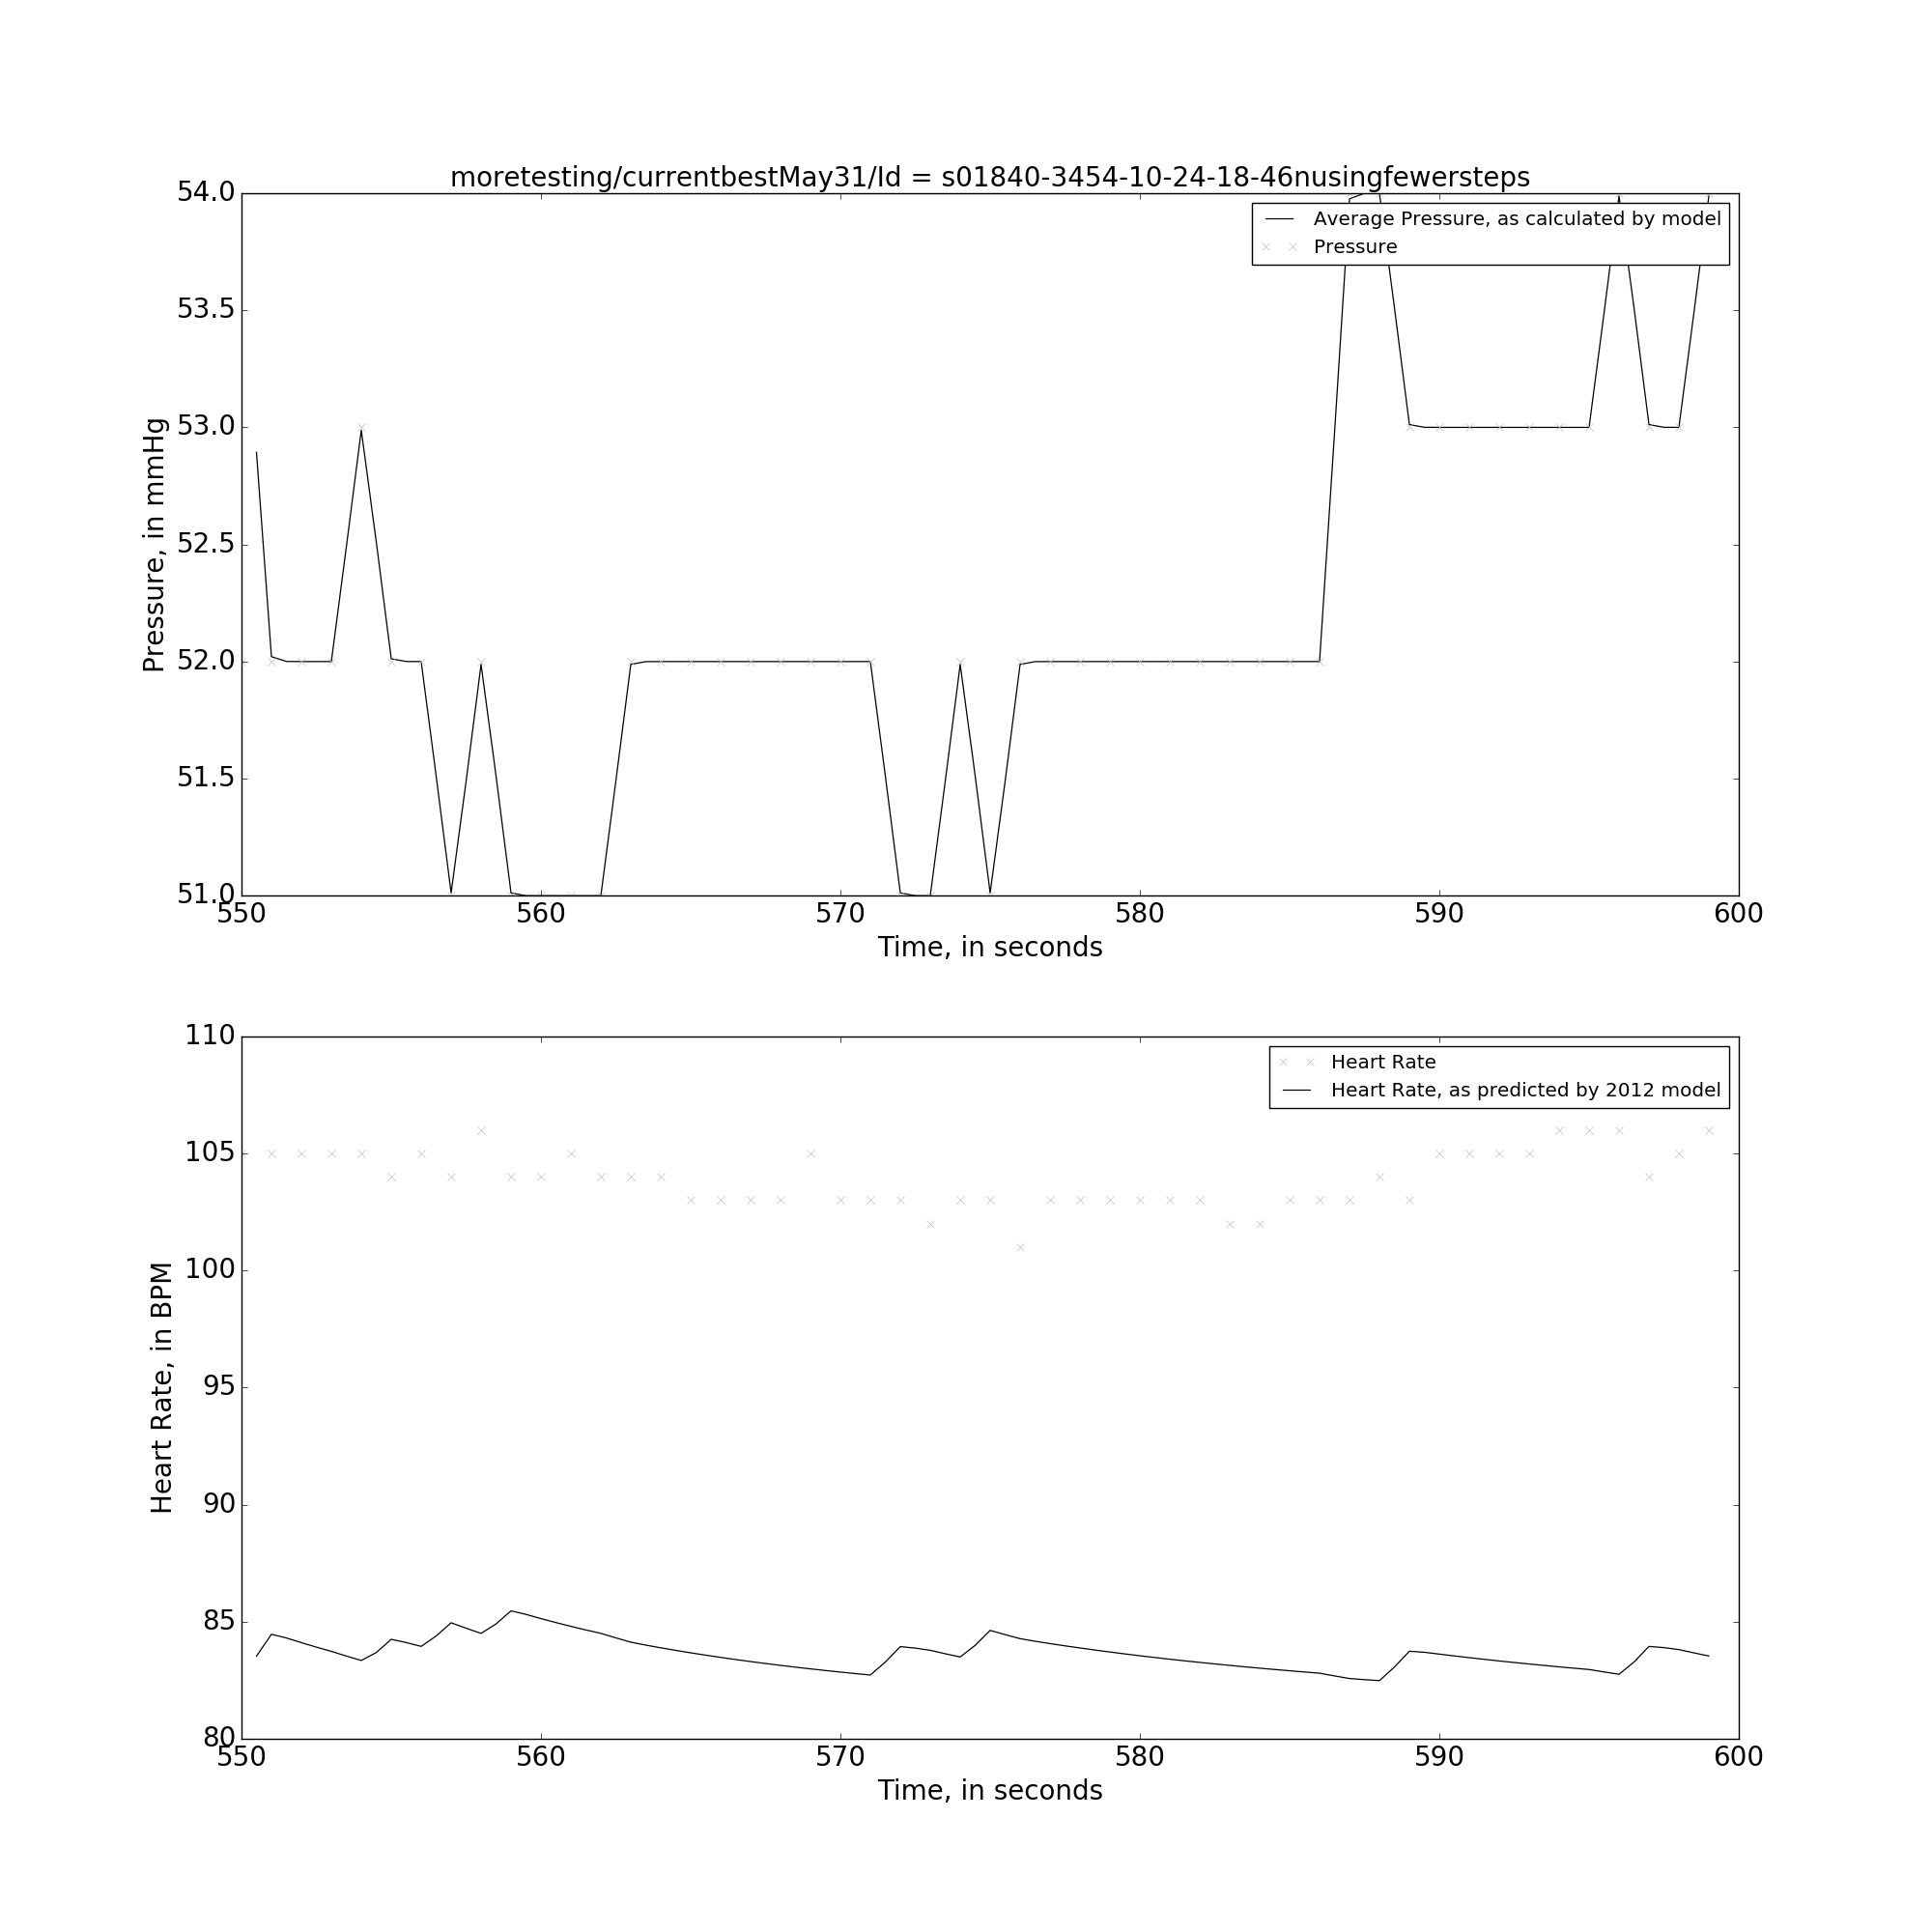 moretesting/currentbestMay31/Id = s01840-3454-10-24-18-46nusingfewersteps
54.0
53.5
53.0
52.5
52.0
51.5
51.0
Pressure, in mmHg
Average Pressure, as calculated by model
Pressure
550 560 570 580 590 600
Time, in seconds
110
105
100
95
90
85
80
Heart Rate, in BPM
Heart Rate
Heart Rate, as predicted by 2012 model
550 560 570 580 590 600
Time, in seconds